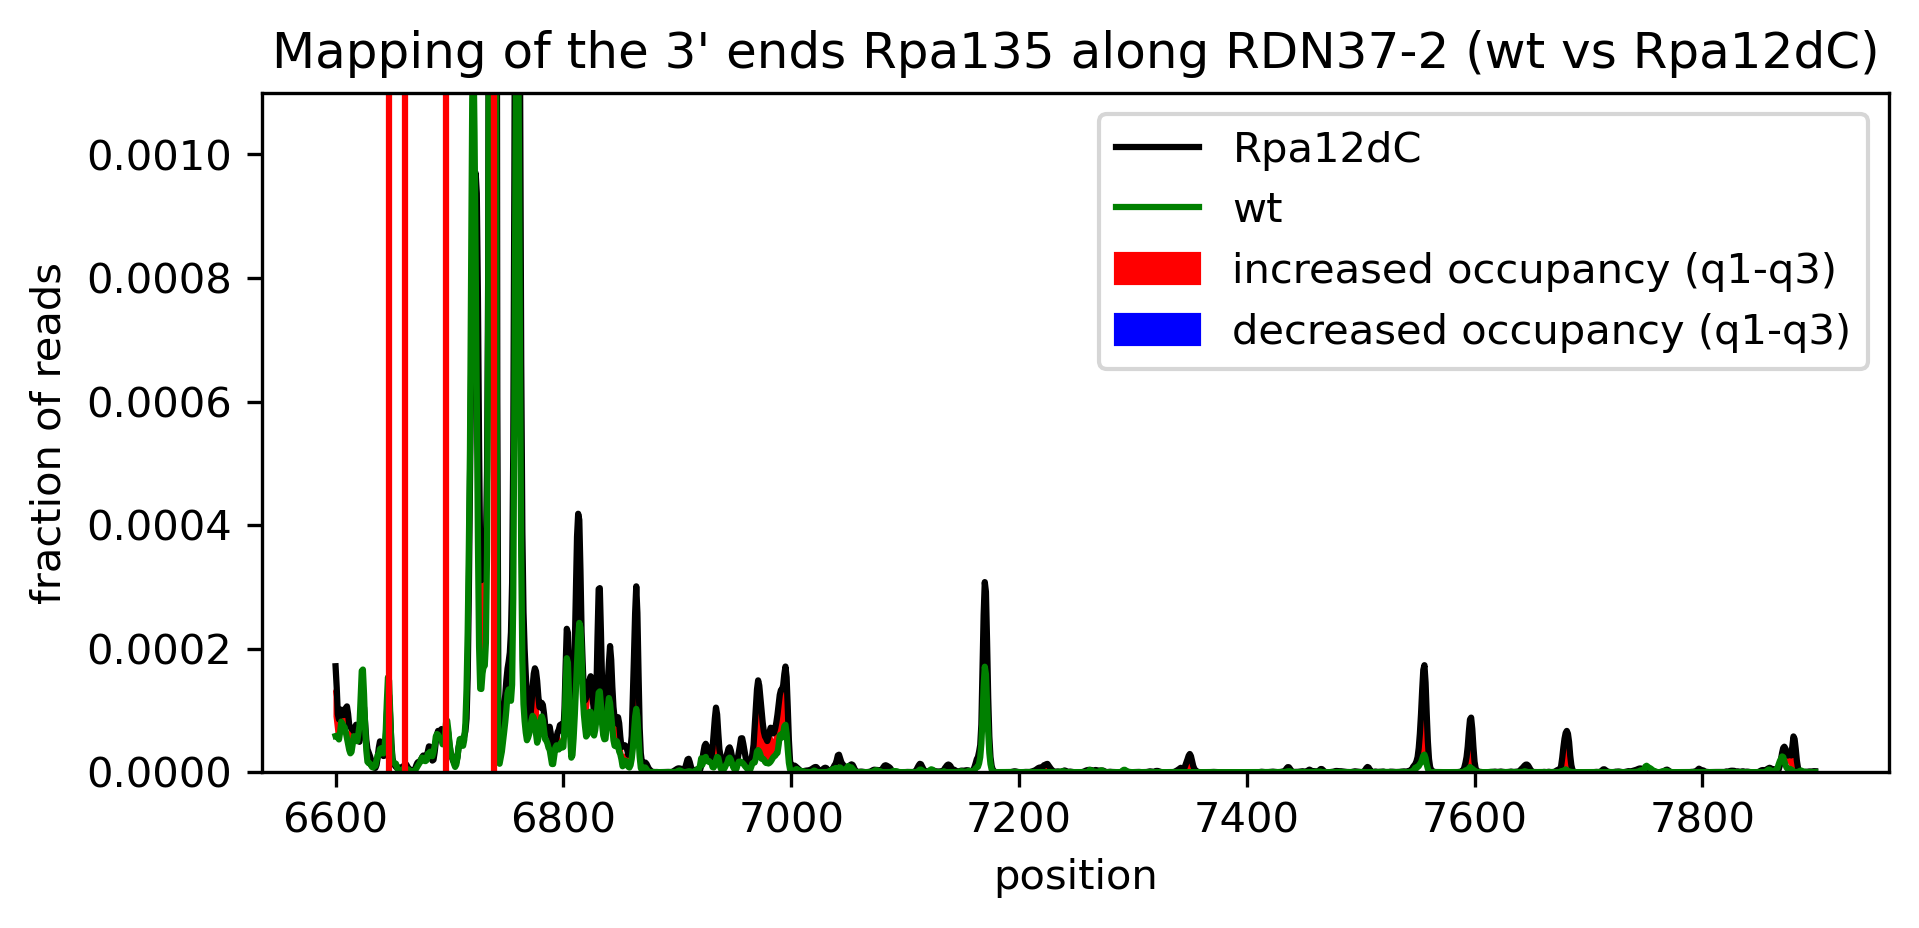 Mapping of the 3' ends Rpa135 along RDN37-2 (wt vs Rpa12dC)
Rpa12dC
wt
increased occupancy (q1-q3)
decreased occupancy (q1-q3)
fraction of reads
0.0010
0.0008
0.0006
0.0004
0.0002
0.0000
6600 6800 7000 7200 7400 7600 7800
position